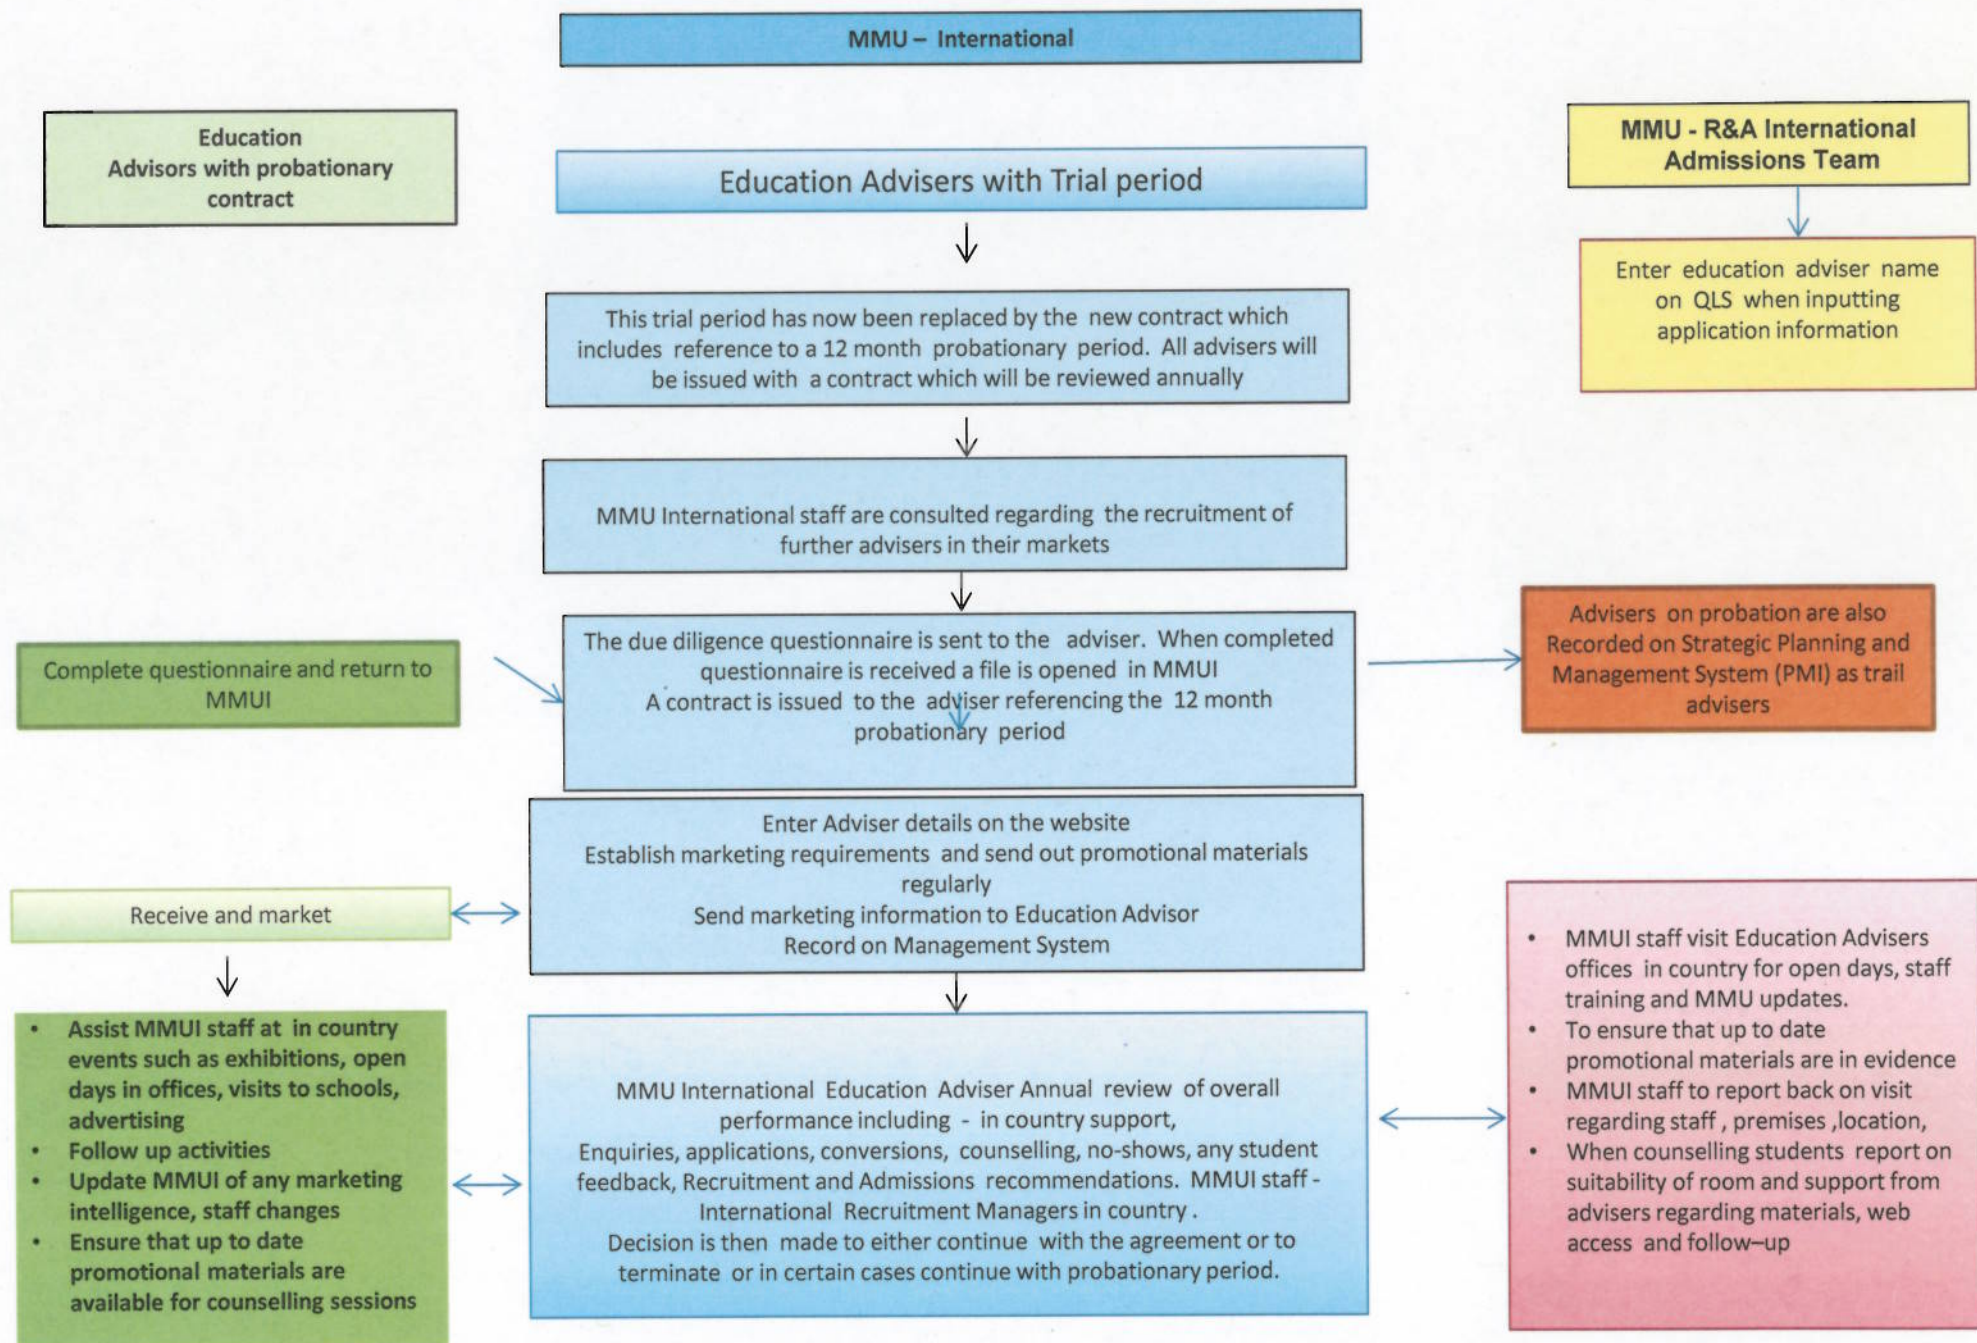 MMU – International
Education
Advisors with probationary
contract
Education Advisers with Trial period
MMU - R&A International
Admissions Team
Enter education adviser name
on QLS when inputting
application information
This trial period has now been replaced by the new contract which
includes reference to a 12 month probationary period. All advisers will
be issued with a contract which will be reviewed annually
MMU International staff are consulted regarding the recruitment of
further advisers in their markets
Complete questionnaire and return to
MMUI
The due diligence questionnaire is sent to the adviser. When completed
questionnaire is received a file is opened in MMUI
A contract is issued to the adviser referencing the 12 month
probationary period
Advisers on probation are also
Recorded on Strategic Planning and
Management System (PMI) as trail
advisers
Enter Adviser details on the website
Establish marketing requirements and send out promotional materials
regularly
Send marketing information to Education Advisor
Record on Management System
Receive and market
• Assist MMUI staff at in country
events such as exhibitions, open
days in offices, visits to schools,
advertising
• Follow up activities
• Update MMUI of any marketing
intelligence, staff changes
• Ensure that up to date
promotional materials are
available for counselling sessions
MMU International Education Adviser Annual review of overall
performance including - in country support,
Enquiries, applications, conversions, counselling, no-shows, any student
feedback, Recruitment and Admissions recommendations. MMUI staff -
International Recruitment Managers in country .
Decision is then made to either continue with the agreement or to
terminate or in certain cases continue with probationary period.
• MMUI staff visit Education Advisers
offices in country for open days, staff
training and MMU updates.
• To ensure that up to date
promotional materials are in evidence
• MMUI staff to report back on visit
regarding staff , premises ,location,
• When counselling students report on
suitability of room and support from
advisers regarding materials, web
access and follow–up